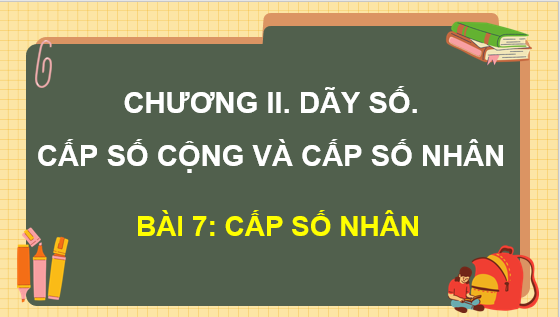 CHƯƠNG II. DÃY SỐ.
CẤP SỐ CỘNG VÀ CẤP SỐ NHÂN
BÀI 7: CẤP SỐ NHÂN